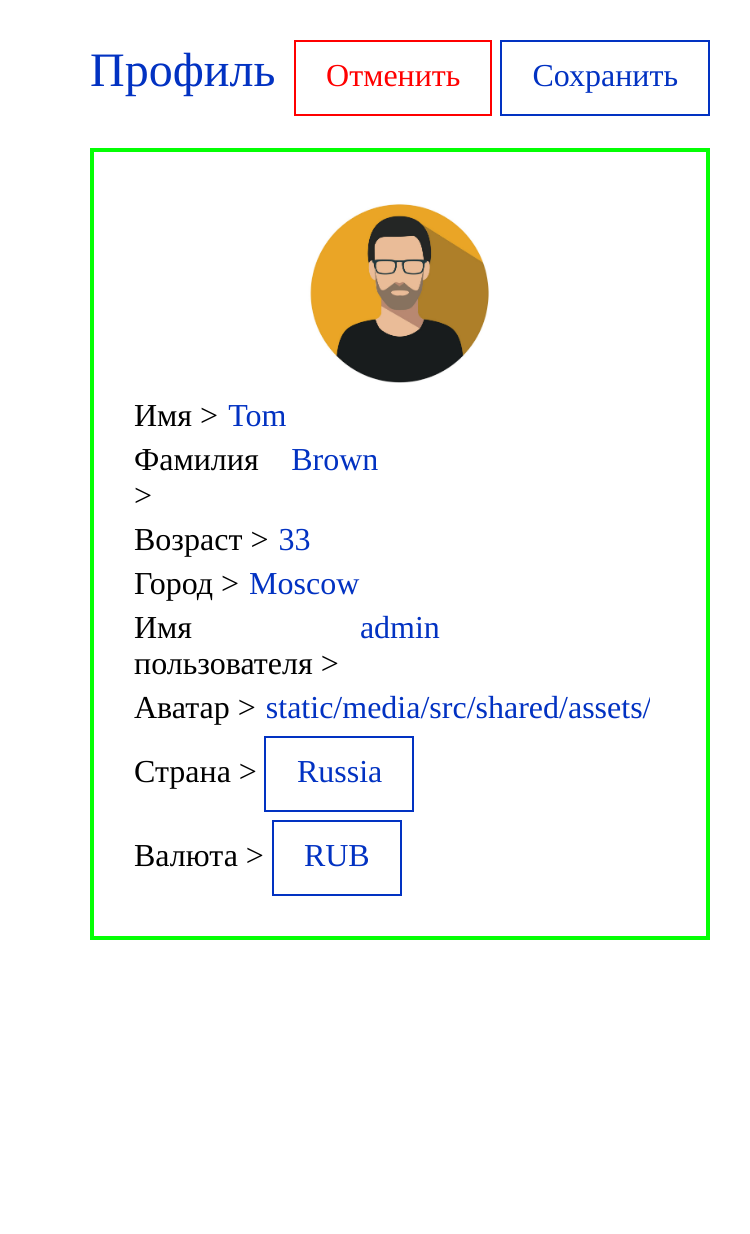 Профиль Отменить Сохранить
Имя > Tom
Фамилия Brown
>
Возраст > 33
Город > Moscow
Имя admin
пользователя >
Аватар > static/media/src/shared/assets/
Страна > Russia
Валюта > RUB